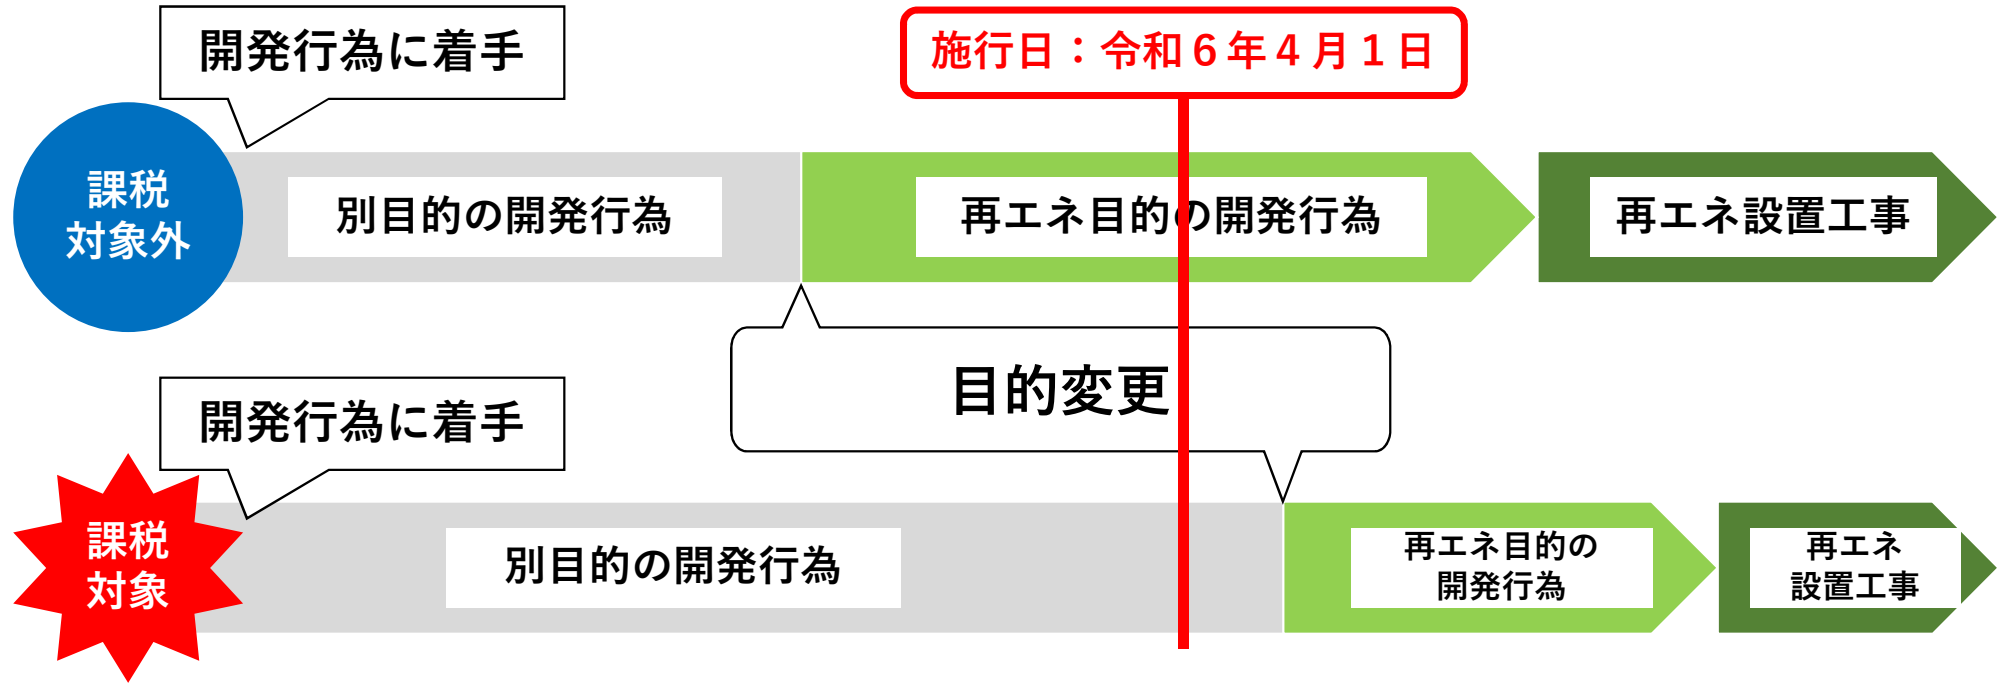 開発行為に着手
施行日：令和６年４月１日
課税
対象外
別目的の開発行為
再エネ目的の開発行為
再エネ設置工事
目的変更
開発行為に着手
課税
対象
別目的の開発行為
再エネ目的の
開発行為
再エネ
設置工事